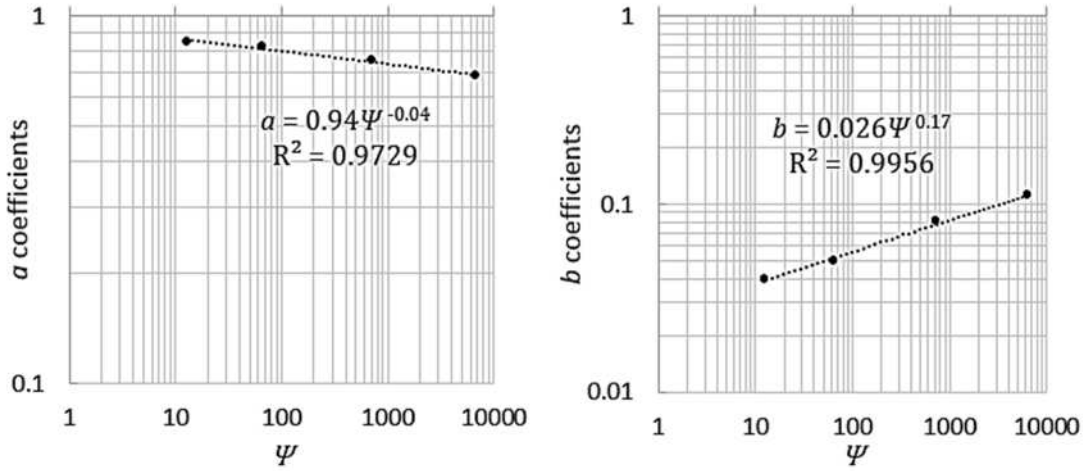 1
a coefficients
a = 0.94Ψ^-0.04
R² = 0.9729
0.1
1 10 100 1000 10000
Ψ
1
b coefficients
b = 0.026Ψ^0.17
R² = 0.9956
0.1
0.01
1 10 100 1000 10000
Ψ